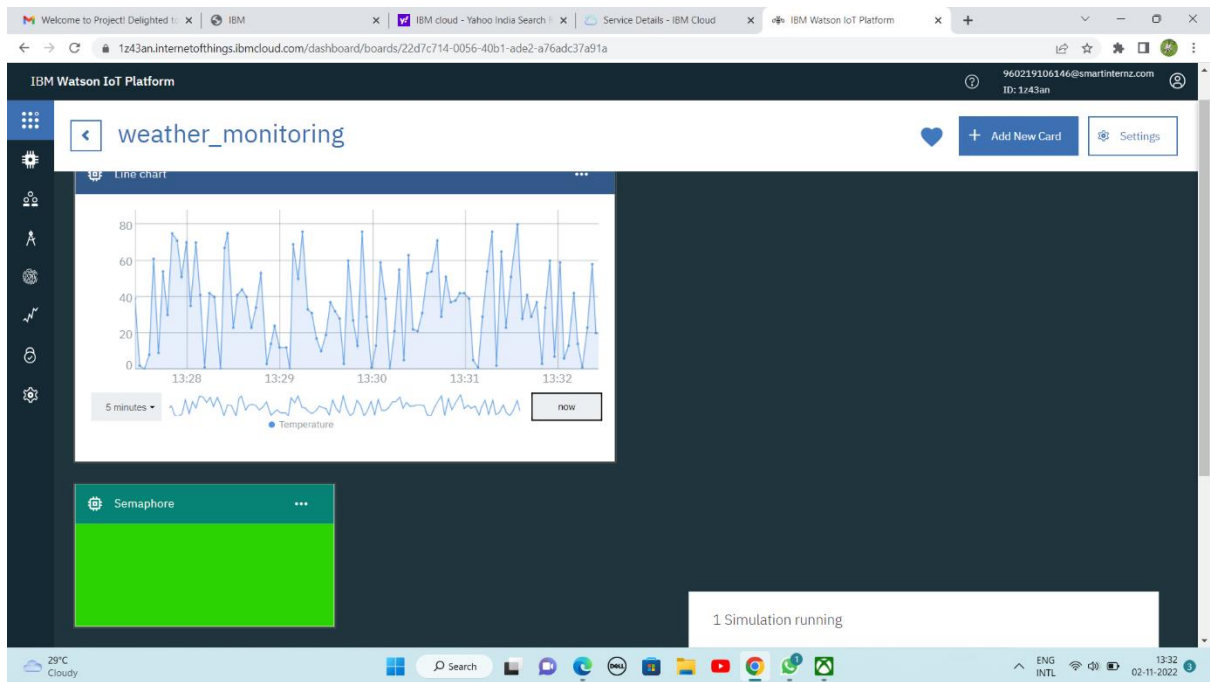 Welcome to Project! Delighted to
IBM
IBM cloud - Yahoo India Search
Service Details - IBM Cloud
IBM Watson IoT Platform
1z43an.internetofthings.ibmcloud.com/dashboard/boards/22d7c714-0056-40b1-ade2-a76adc37a91a
IBM Watson IoT Platform
960219106146@smartinternz.com
ID: 1z43an
weather_monitoring
+ Add New Card
Settings
Line chart
80
60
40
20
0
13:28 13:29 13:30 13:31 13:32
5 minutes
now
Temperature
Semaphore
1 Simulation running
29°C
Cloudy
Search
DELL
1
ENG
INTL
13:32
02-11-2022
3